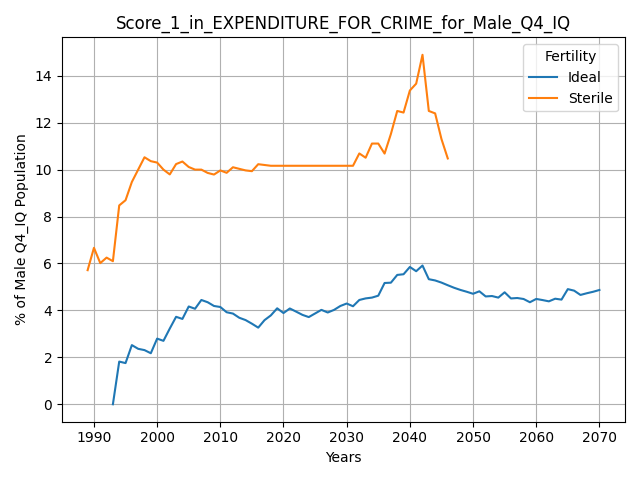 Score_1_in_EXPENDITURE_FOR_CRIME_for_Male_Q4_IQ
% of Male Q4_IQ Population
14
12
10
8
6
4
2
0
Fertility
Ideal
Sterile
1990 2000 2010 2020 2030 2040 2050 2060 2070
Years